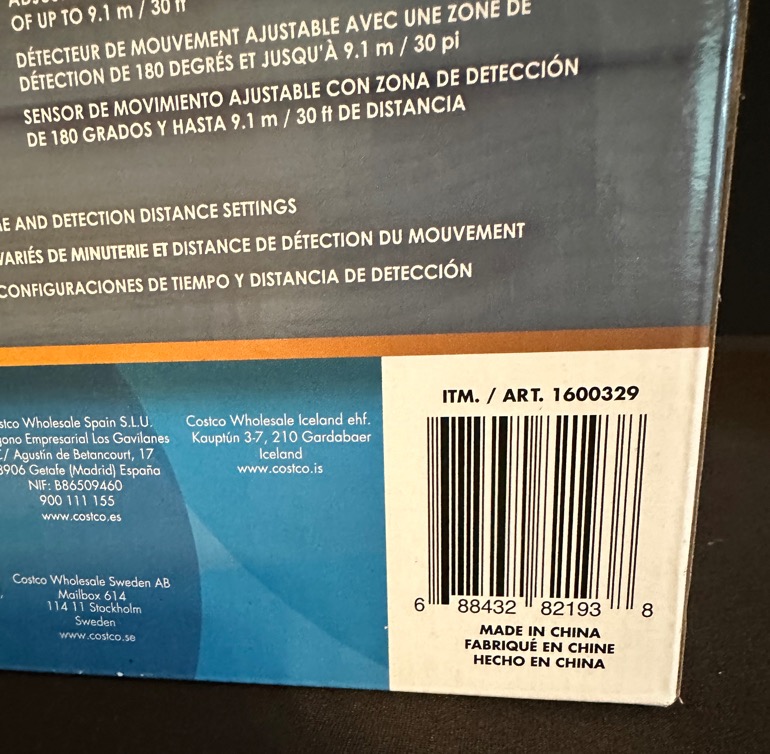 OF UP TO 9.1 m / 30 ft
DÉTECTEUR DE MOUVEMENT AJUSTABLE AVEC UNE ZONE DE
DÉTECTION DE 180 DEGRÉS ET JUSQU'À 9.1 m / 30 pi
SENSOR DE MOVIMIENTO AJUSTABLE CON ZONA DE DETECCIÓN
DE 180 GRADOS Y HASTA 9.1 m / 30 ft DE DISTANCIA
AND DETECTION DISTANCE SETTINGS
VARIÉS DE MINUTERIE ET DISTANCE DE DÉTECTION DU MOUVEMENT
CONFIGURACIONES DE TIEMPO Y DISTANCIA DE DETECCIÓN
Wholesale Spain S.L.U.
Empresarial Los Gavilanes
/ Agustín de Betancourt, 17
Getafe (Madrid) España
NIF: B86509460
900 111 155
www.costco.es
Costco Wholesale Iceland ehf.
Kauptún 3-7, 210 Gardabaer
Iceland
www.costco.is
Costco Wholesale Sweden AB
Mailbox 614
114 11 Stockholm
Sweden
www.costco.se
ITM. / ART. 1600329
6 88432 82193 8
MADE IN CHINA
FABRIQUÉ EN CHINE
HECHO EN CHINA